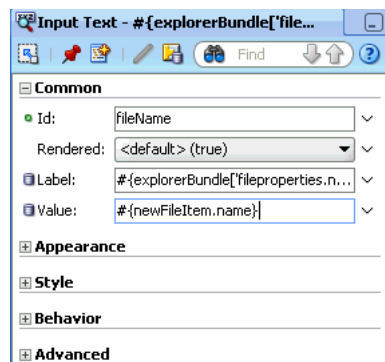 Input Text - #{explorerBundle['file...
Find
Common
Id: fileName
Rendered: <default> (true)
Label: #{explorerBundle['fileproperties.n...
Value: #{newFileItem.name}
Appearance
Style
Behavior
Advanced